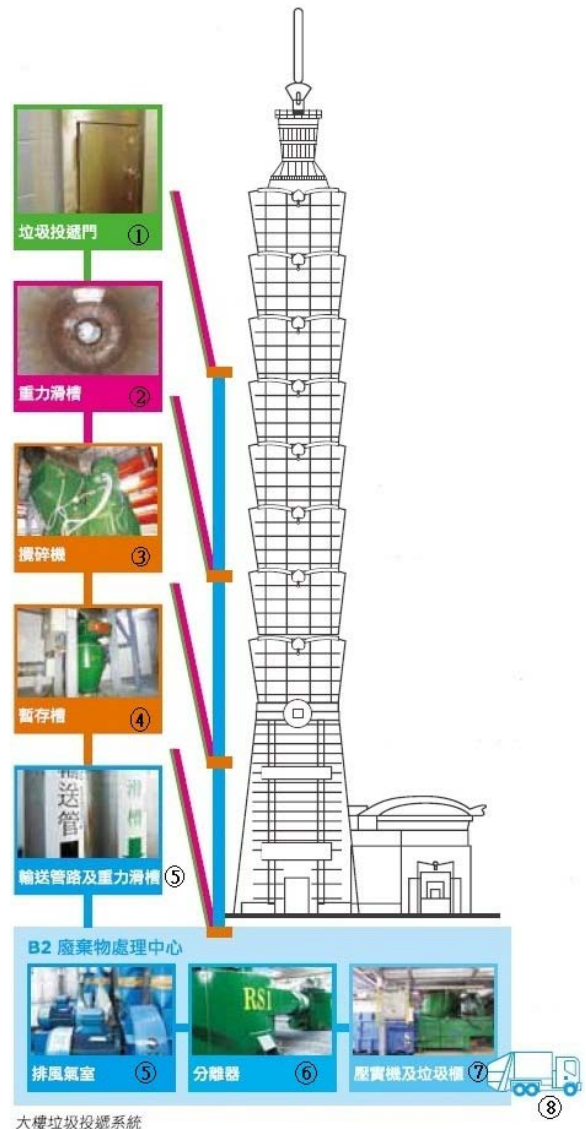 垃圾投遞門 ①
重力滑槽 ②
攪碎機 ③
暫存槽 ④
輸送管
滑槽
輸送管路及重力滑槽 ⑤
B2 廢棄物處理中心
RS1
排風氣室 ⑤
分離器 ⑥
壓實機及垃圾櫃 ⑦
⑧
大樓垃圾投遞系統